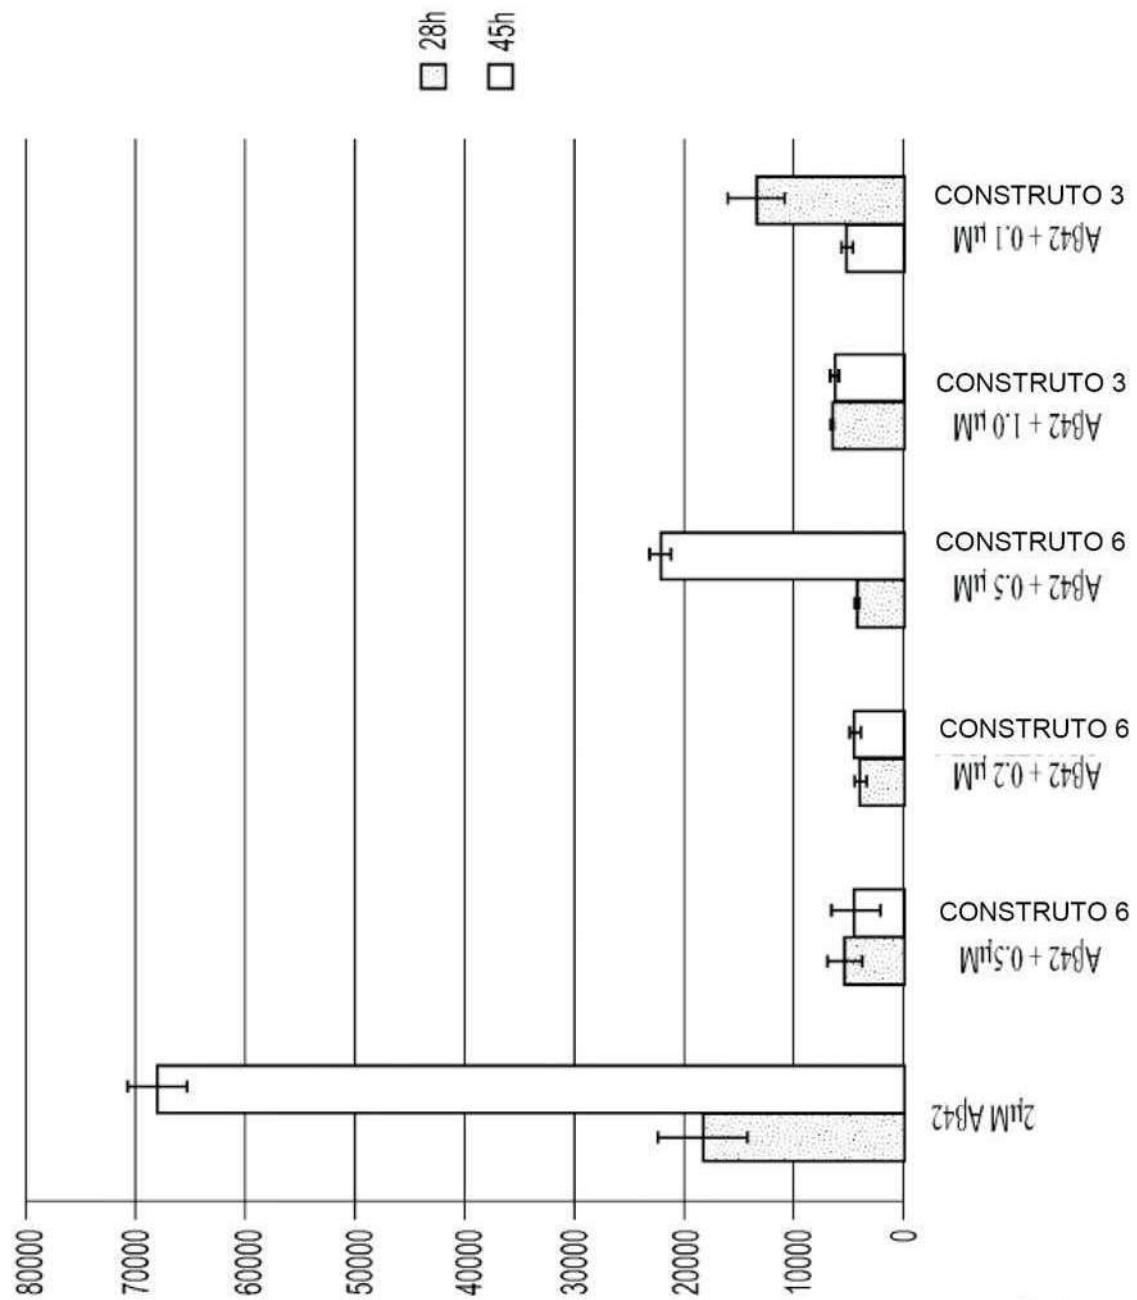 28h
45h
80000
70000
60000
50000
40000
30000
20000
10000
0
2µM Aβ42
CONSTRUTO 6
Aβ42 + 0.5µM
CONSTRUTO 6
Aβ42 + 0.2 µM
CONSTRUTO 6
Aβ42 + 0.5 µM
CONSTRUTO 3
Aβ42 + 1.0 µM
CONSTRUTO 3
Aβ42 + 0.1 µM